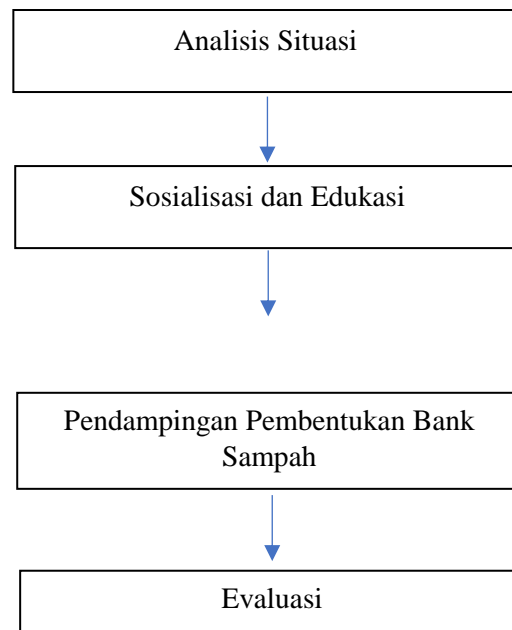 Analisis Situasi
Sosialisasi dan Edukasi
Pendampingan Pembentukan Bank
Sampah
Evaluasi